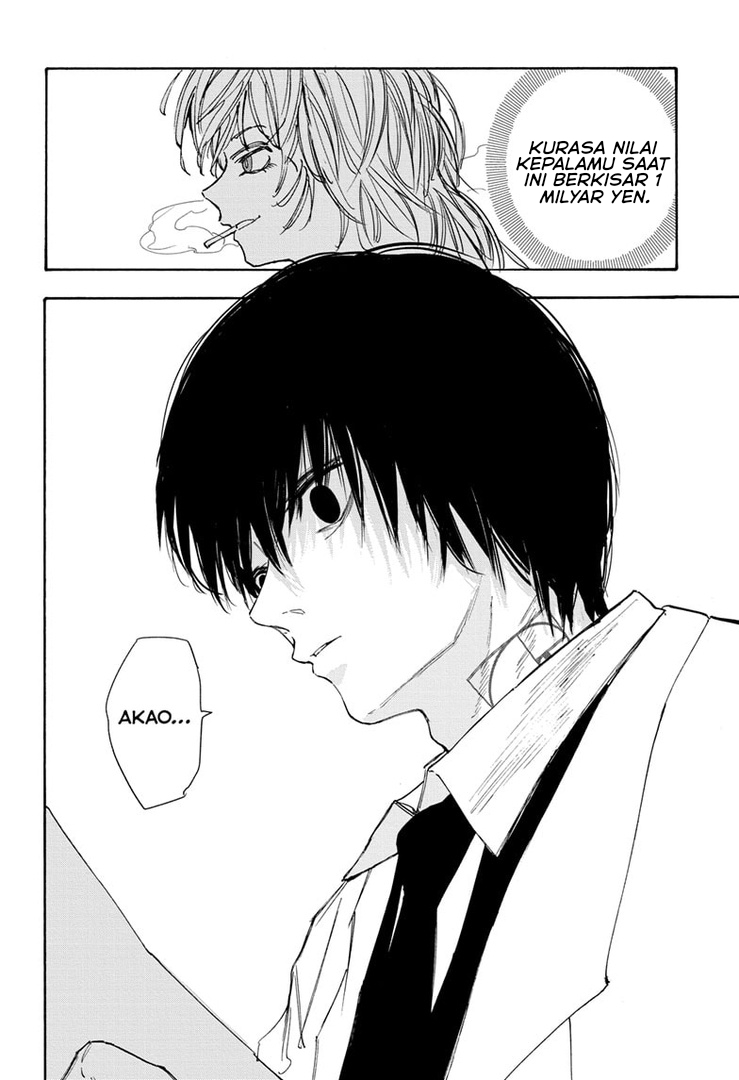 KURASA NILAI
KEPALAMU SAAT
INI BERKISAR 1
MILYAR YEN.
AKAO...